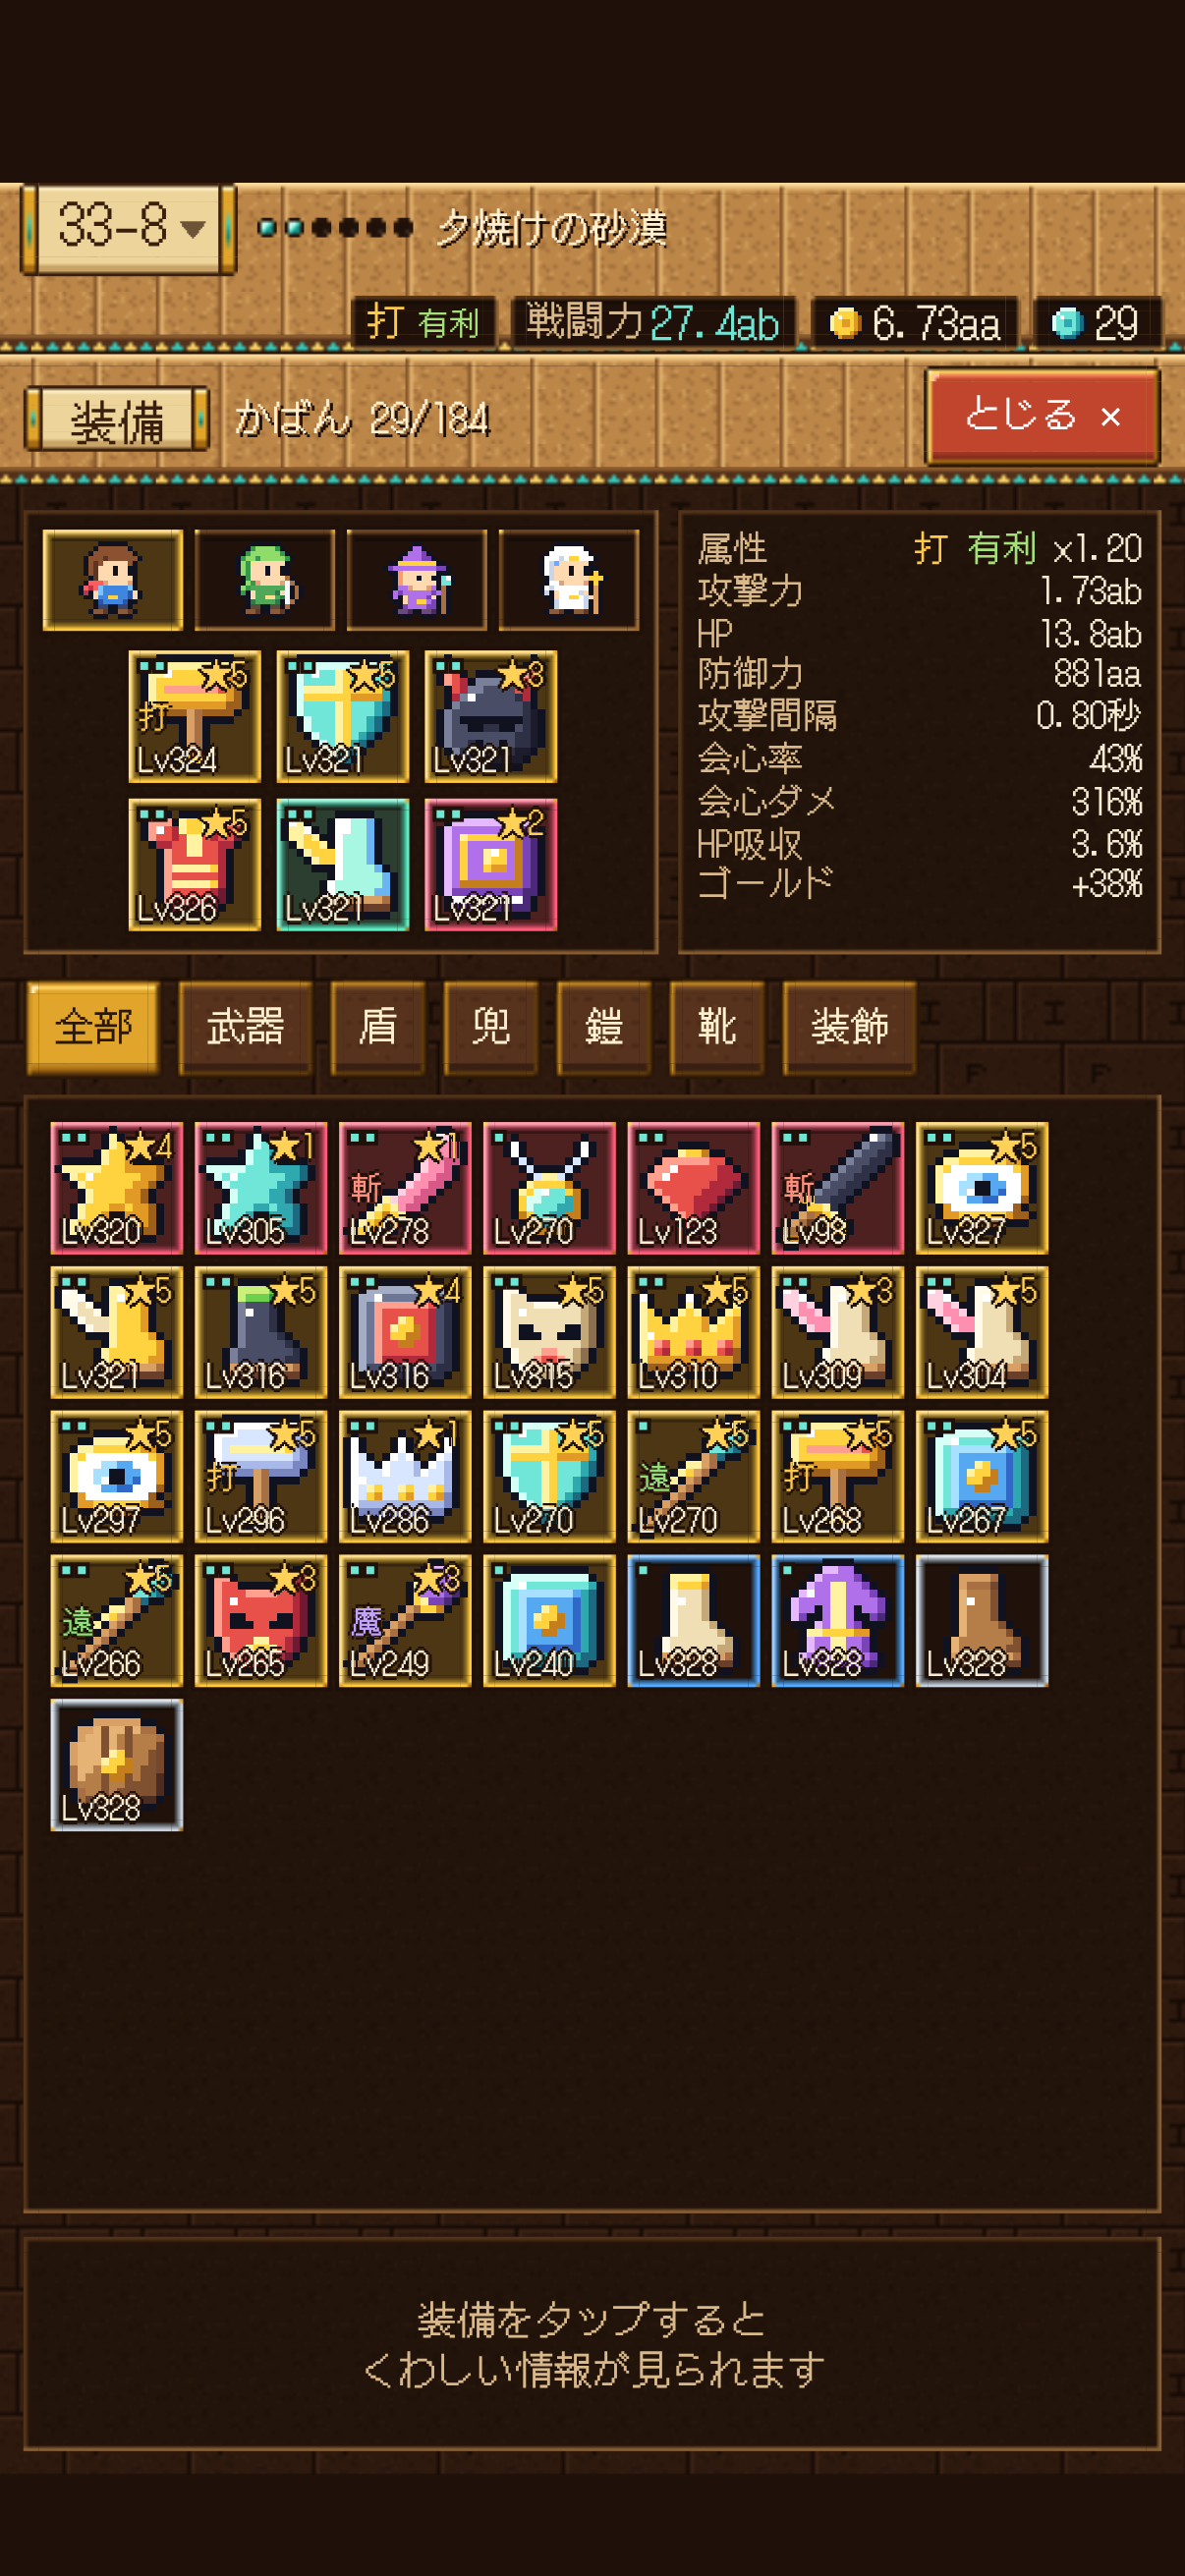 33-8▼ 夕焼けの砂漠
打 有利 戦闘力27.4ab 6.73aa 29
装備 かばん 29/184 とじる ×
属性 打 有利 x1.20
攻撃力 1.73ab
HP 13.8ab
防御力 881aa
攻撃間隔 0.80秒
会心率 43%
会心ダメ 316%
HP吸収 3.6%
ゴールド +38%
★5 ★5 ★3
打
Lv324 Lv321 Lv321
★5 ★2
Lv326 Lv321 Lv321
全部 武器 盾 兜 鎧 靴 装飾
★4 ★1 ★1 ★5
斬 斬
Lv320 Lv305 Lv278 Lv270 Lv123 Lv98 Lv327
★5 ★5 ★4 ★5 ★5 ★3 ★5
Lv321 Lv316 Lv316 Lv315 Lv310 Lv309 Lv304
★5 ★5 ★1 ★5 ★5 ★5 ★5
打 遠 打
Lv297 Lv296 Lv286 Lv270 Lv270 Lv268 Lv267
★5 ★3 ★3
遠 魔
Lv266 Lv265 Lv249 Lv240 Lv328 Lv328 Lv328
Lv328
装備をタップすると
くわしい情報が見られます